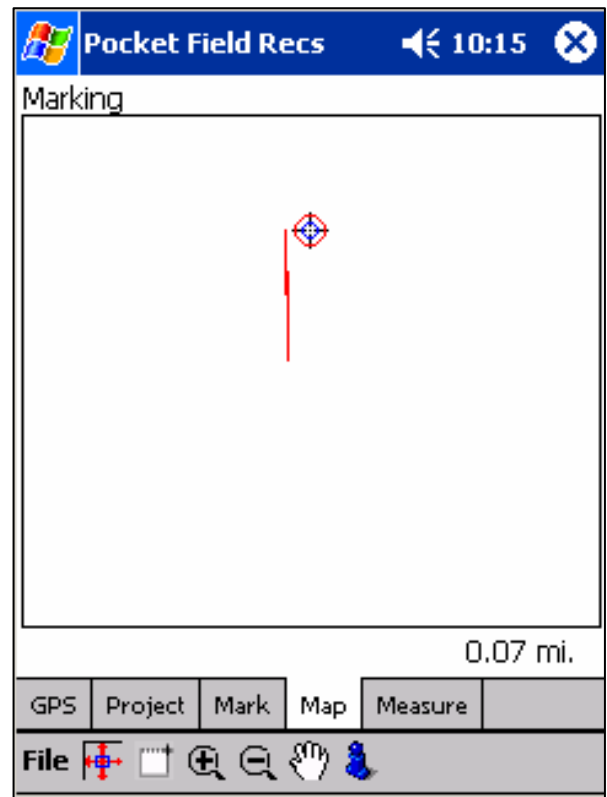 Pocket Field Recs 10:15
Marking
0.07 mi.
GPS Project Mark Map Measure
File